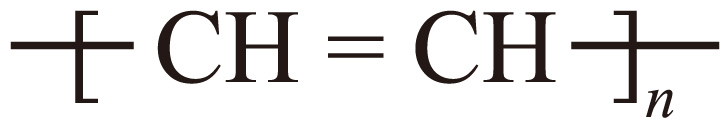 [CH = CH]n